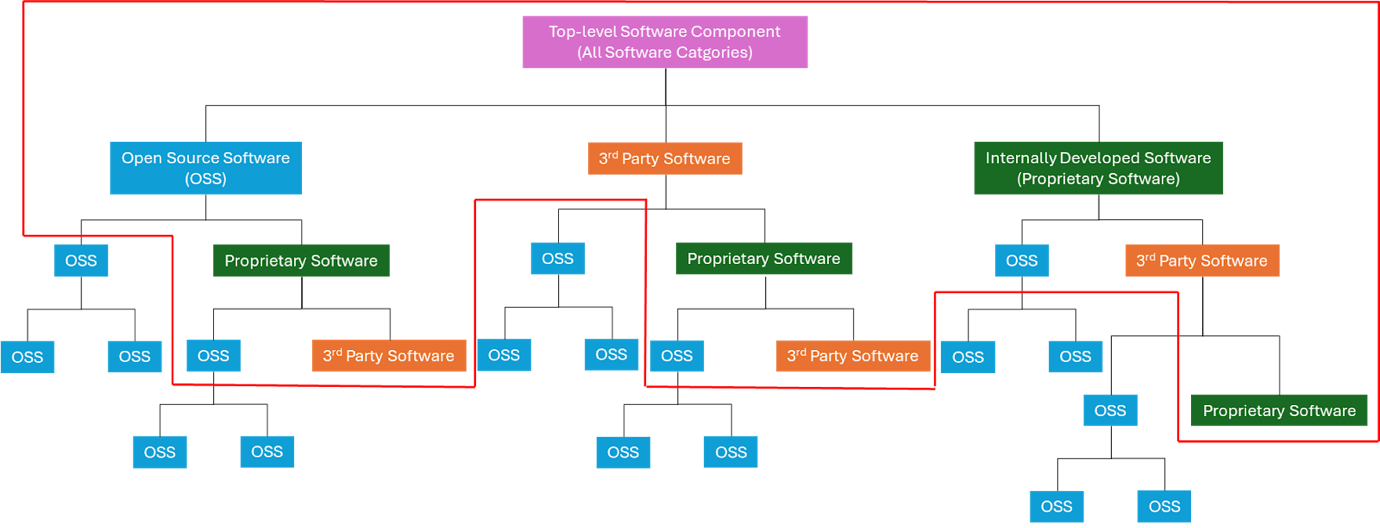 Top-level Software Component
(All Software Catgories)
Open Source Software
(OSS)
3rd Party Software
Internally Developed Software
(Proprietary Software)
OSS
Proprietary Software
OSS
Proprietary Software
OSS
3rd Party Software
OSS
OSS
OSS
3rd Party Software
OSS
OSS
OSS
3rd Party Software
OSS
OSS
OSS
Proprietary Software
OSS
OSS
OSS
OSS
OSS
OSS